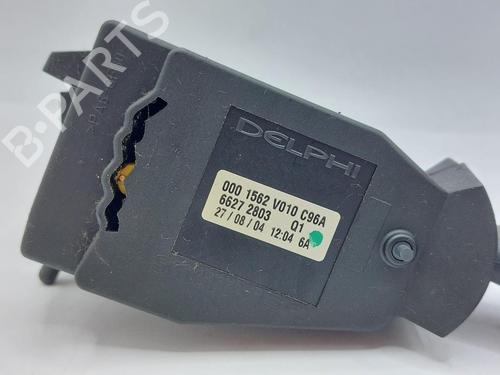 B-PARTS
DELPHI
000 1562 V010 C96A
6627 2803 Q1
27/08/04 12:04 6A